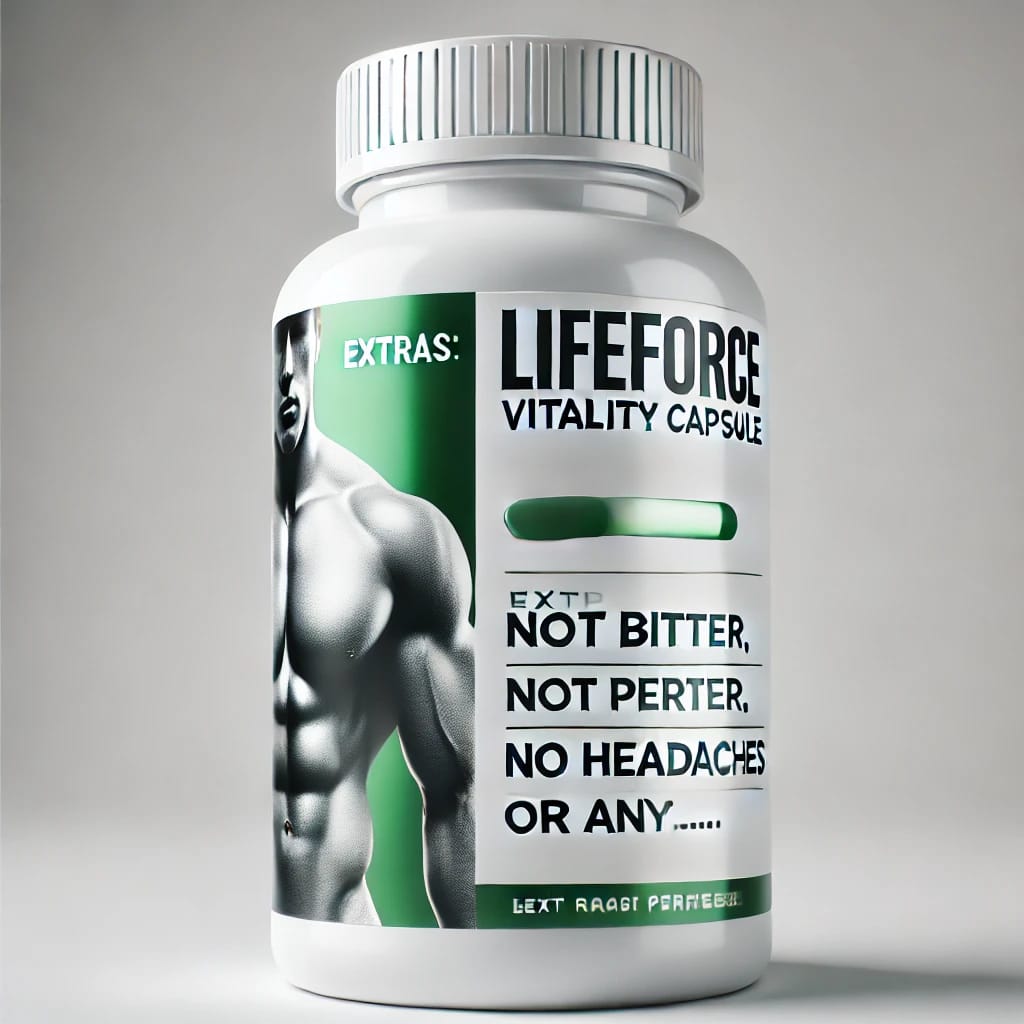 EXTRAS:
LIFEFORCE
VITALITY CAPSULE
NOT BITTER.
NOT PERTER.
NO HEADACHES
OR ANY......